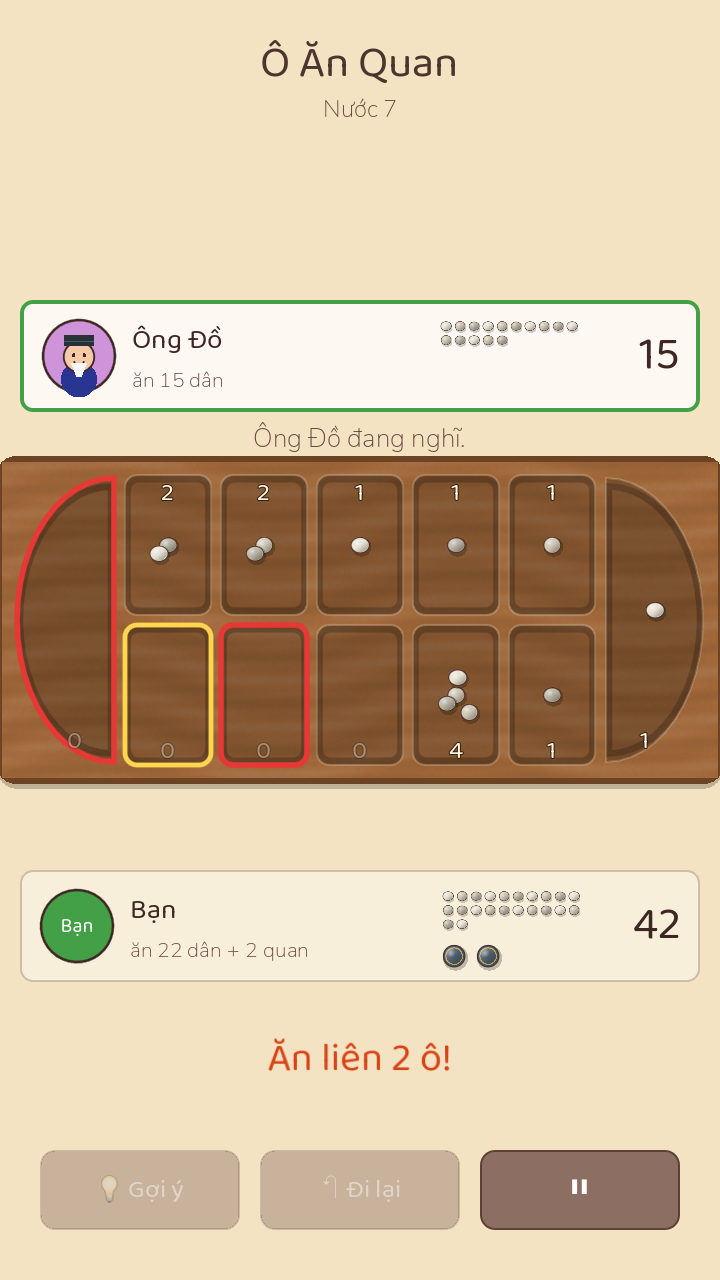 Ô Ăn Quan
Nước 7
Ông Đồ
ăn 15 dân
15
Ông Đồ đang nghĩ.
2 2 1 1 1
0 0 0 0 4 1 1
Bạn
Bạn
ăn 22 dân + 2 quan
42
Ăn liên 2 ô!
Gợi ý
Đi lại